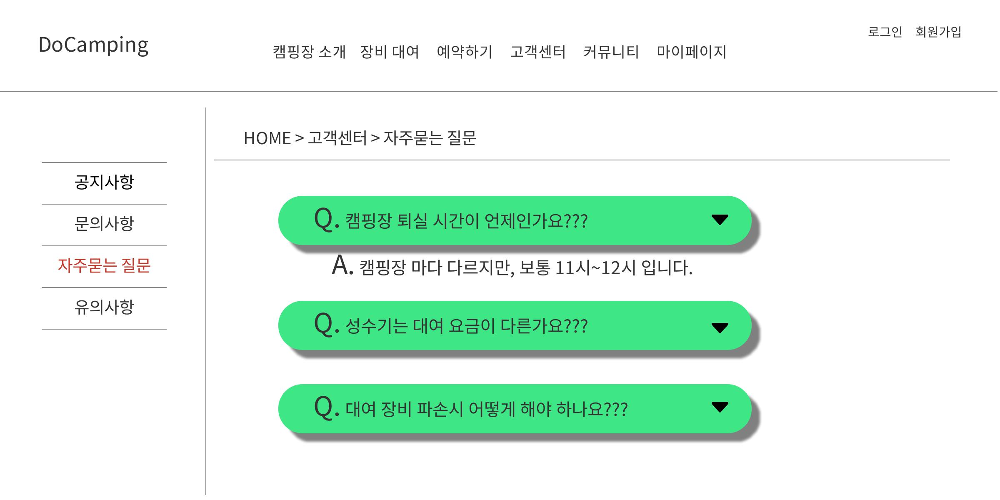 로그인 회원가입
DoCamping
캠핑장 소개 장비 대여 예약하기 고객센터 커뮤니티 마이페이지
HOME > 고객센터 > 자주묻는 질문
공지사항
문의사항
자주묻는 질문
유의사항
Q. 캠핑장 퇴실 시간이 언제인가요???
A. 캠핑장 마다 다르지만, 보통 11시~12시 입니다.
Q. 성수기는 대여 요금이 다른가요???
Q. 대여 장비 파손시 어떻게 해야 하나요???